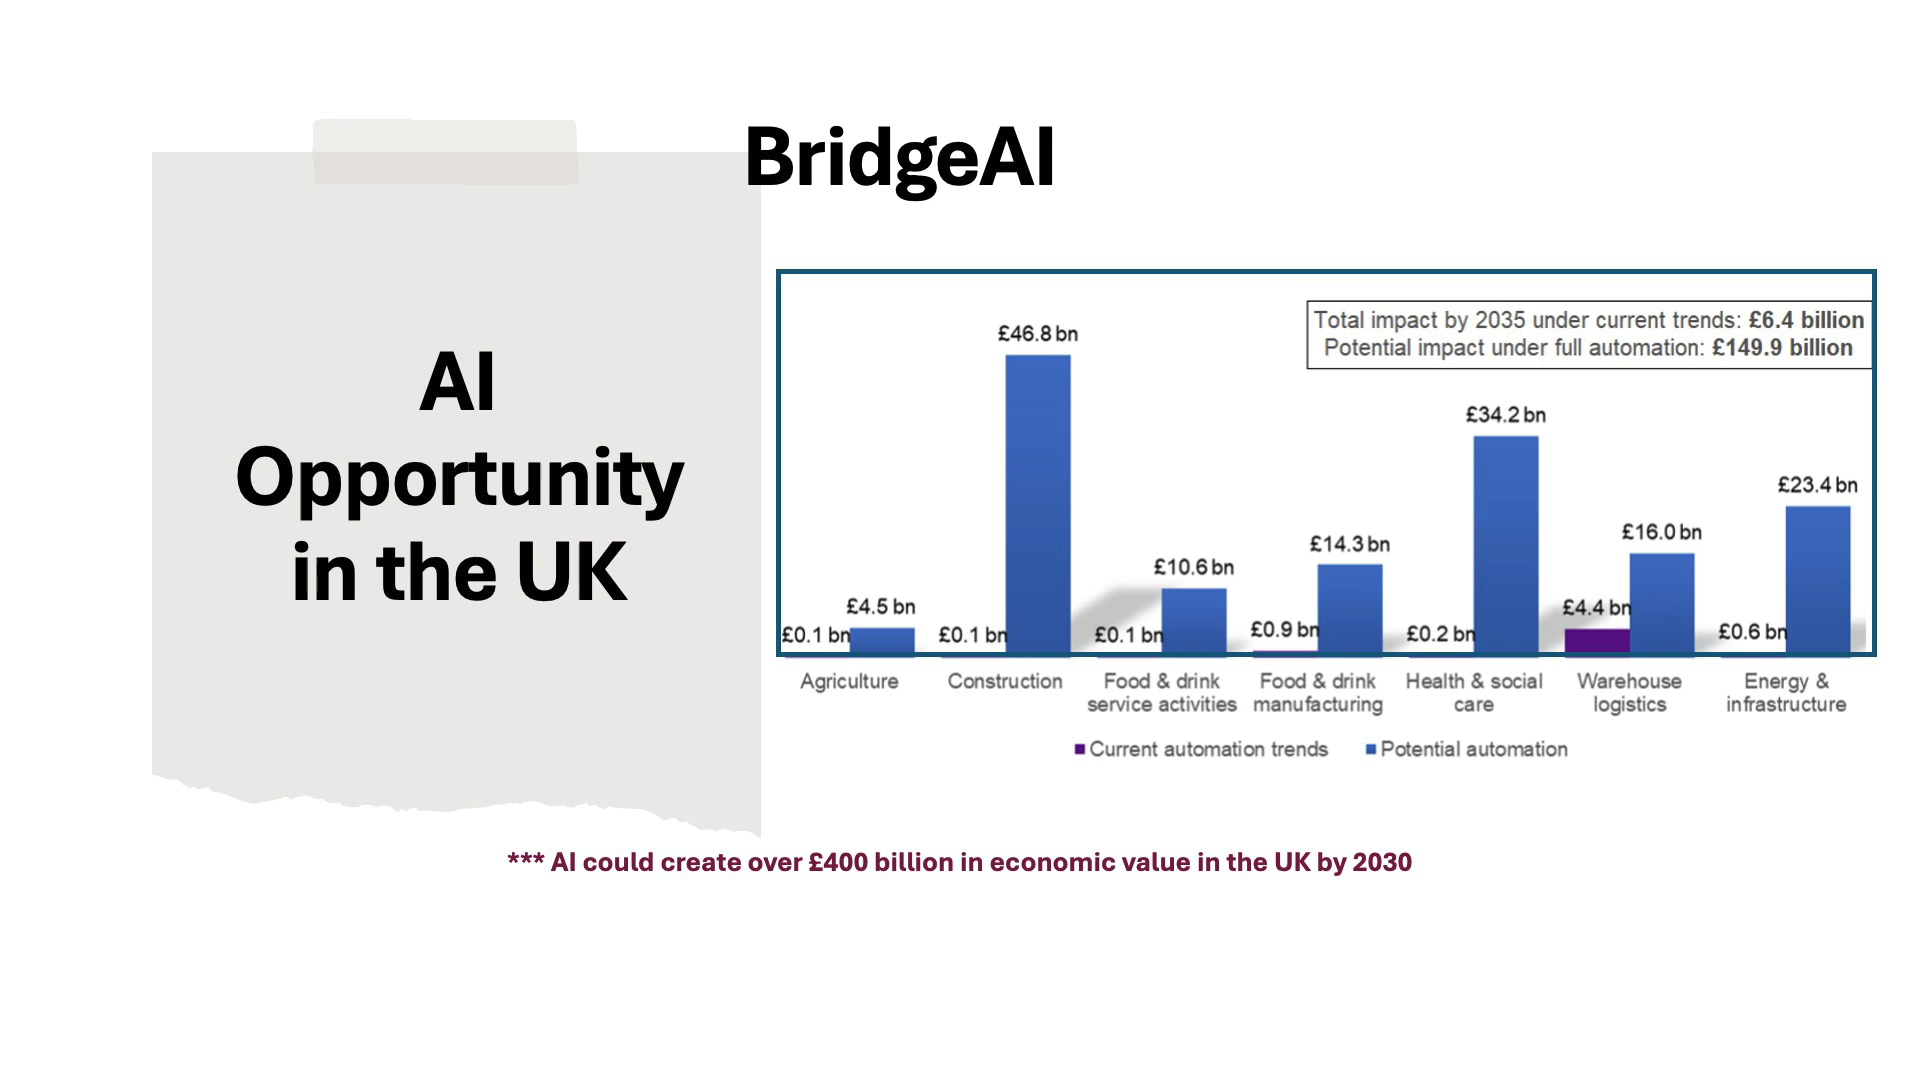 BridgeAI
AI
Opportunity
in the UK
Total impact by 2035 under current trends: £6.4 billion
Potential impact under full automation: £149.9 billion
£0.1 bn
£4.5 bn
£0.1 bn
£46.8 bn
£0.1 bn
£10.6 bn
£0.9 bn
£14.3 bn
£0.2 bn
£34.2 bn
£4.4 bn
£16.0 bn
£0.6 bn
£23.4 bn
Agriculture
Construction
Food & drink
service activities
Food & drink
manufacturing
Health & social
care
Warehouse
logistics
Energy &
infrastructure
Current automation trends
Potential automation
*** AI could create over £400 billion in economic value in the UK by 2030